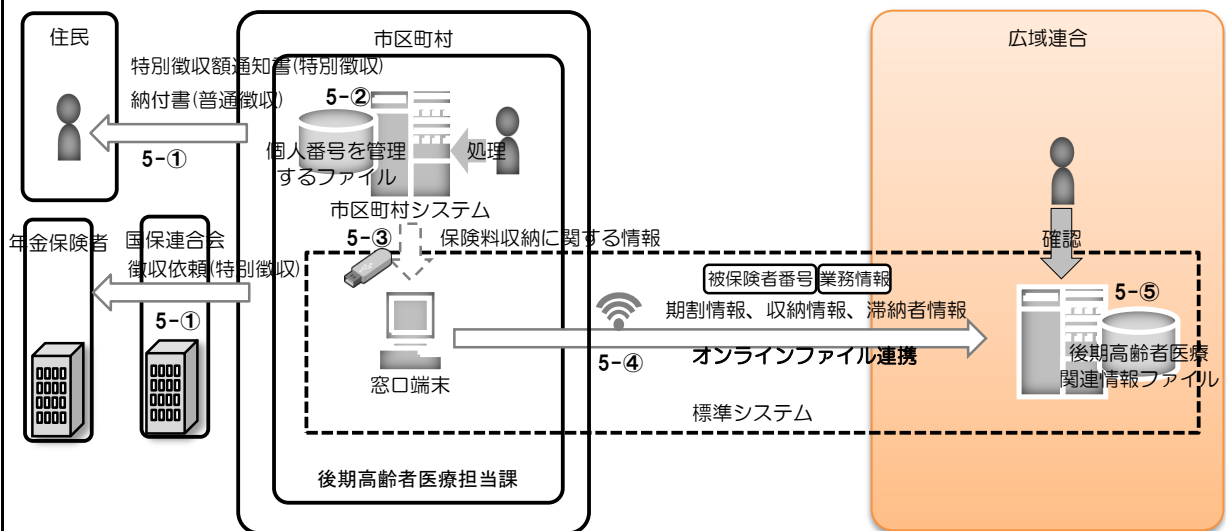 住民
市区町村
広域連合
特別徴収額通知書(特別徴収)
納付書(普通徴収)
5-①
5-②
個人番号を管理
するファイル
処理
市区町村システム
年金保険者
国保連合会
徴収依頼(特別徴収)
5-①
5-③
保険料収納に関する情報
確認
被保険者番号
業務情報
期割情報、収納情報、滞納者情報
5-④
オンラインファイル連携
5-⑤
後期高齢者医療
関連情報ファイル
窓口端末
標準システム
後期高齢者医療担当課